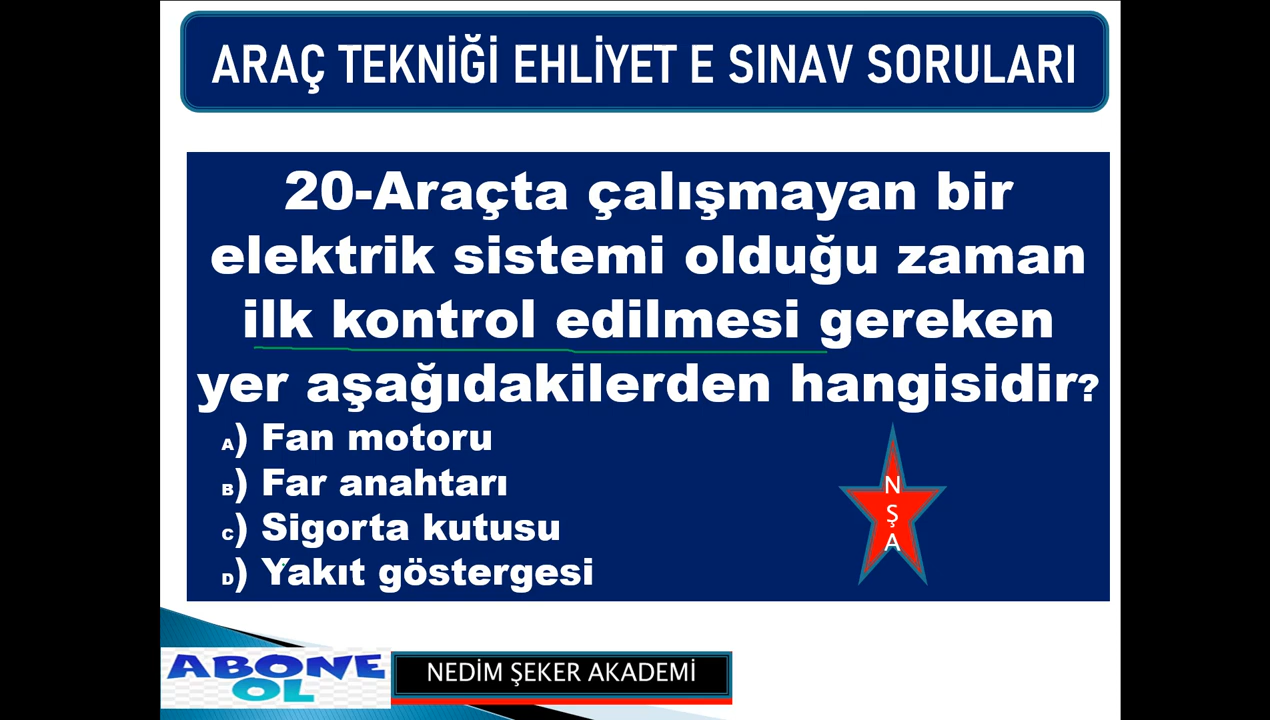 ARAÇ TEKNİĞİ EHLİYET E SINAV SORULARI
20-Araçta çalışmayan bir
elektrik sistemi olduğu zaman
ilk kontrol edilmesi gereken
yer aşağıdakilerden hangisidir?
A) Fan motoru
B) Far anahtarı
C) Sigorta kutusu
D) Yakıt göstergesi
N
Ş
A
ABONE
OL
NEDİM ŞEKER AKADEMİ